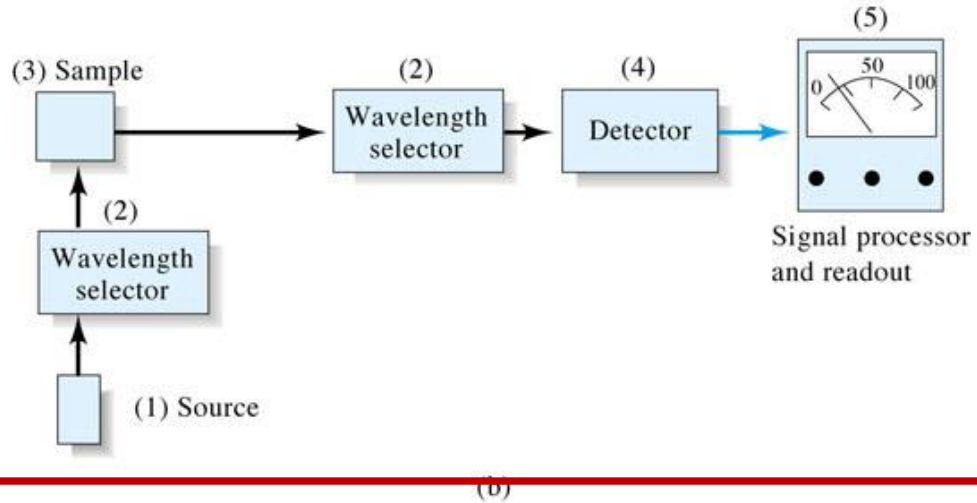 (5)
(3) Sample
(2)
(4)
0 50 100
Wavelength
selector
Detector
(2)
Wavelength
selector
Signal processor
and readout
(1) Source
(b)